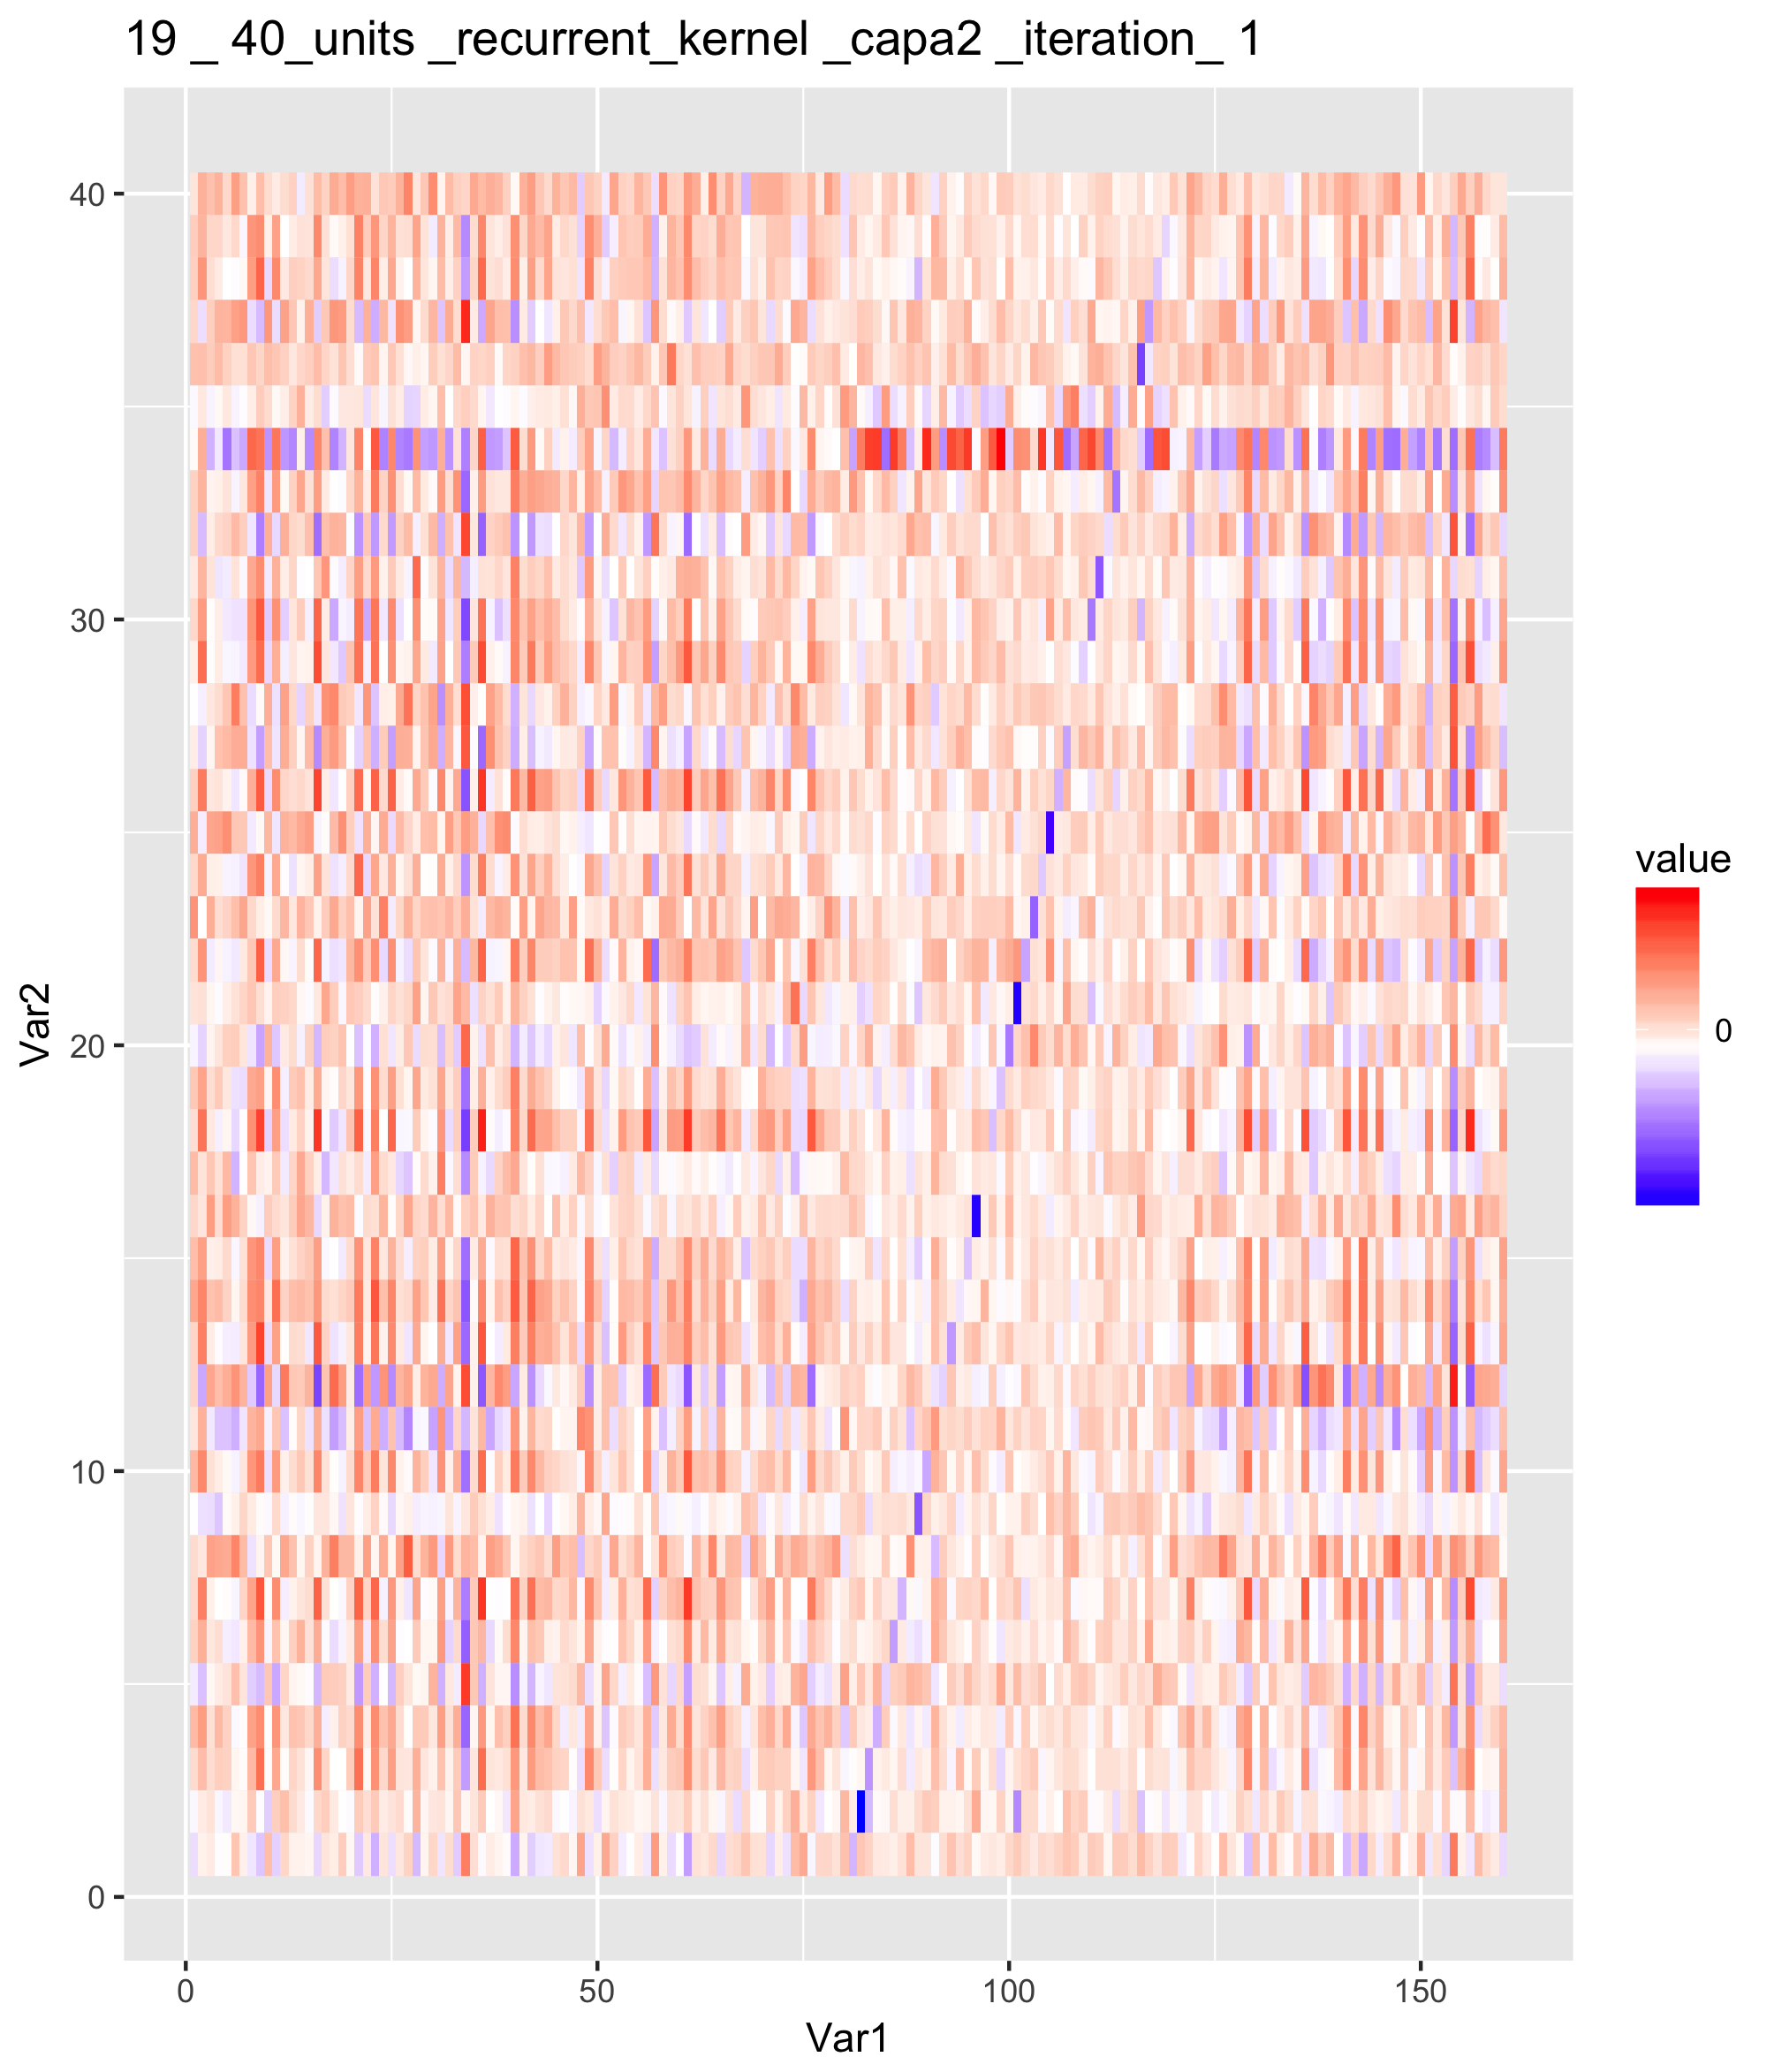 19 _ 40_units _recurrent_kernel _capa2 _iteration_ 1
40
30
20
10
0
Var2
0 50 100 150
Var1
value
0